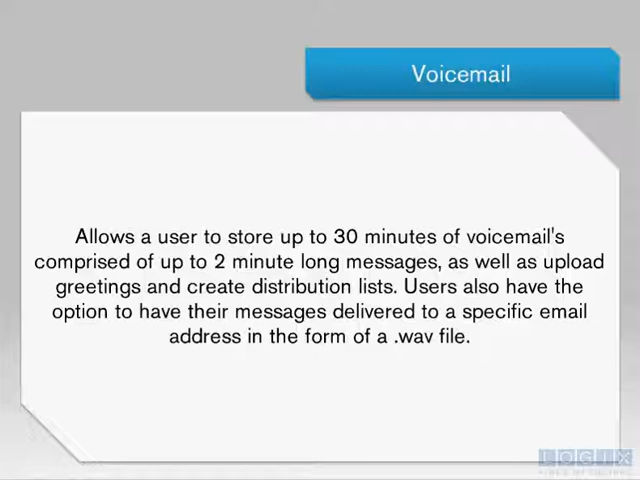 Voicemail
Allows a user to store up to 30 minutes of voicemail's
comprised of up to 2 minute long messages, as well as upload
greetings and create distribution lists. Users also have the
option to have their messages delivered to a specific email
address in the form of a .wav file.
LOGIX